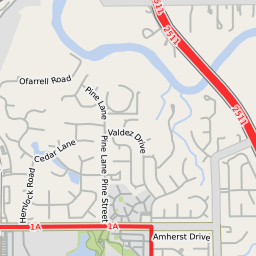 2511
2511
2511
Ofarrell Road
Pine Lane
Valdez Drive
Cedar Lane
Pine Lane
Pine Street
Hemlock Road
1A
1A
Amherst Drive